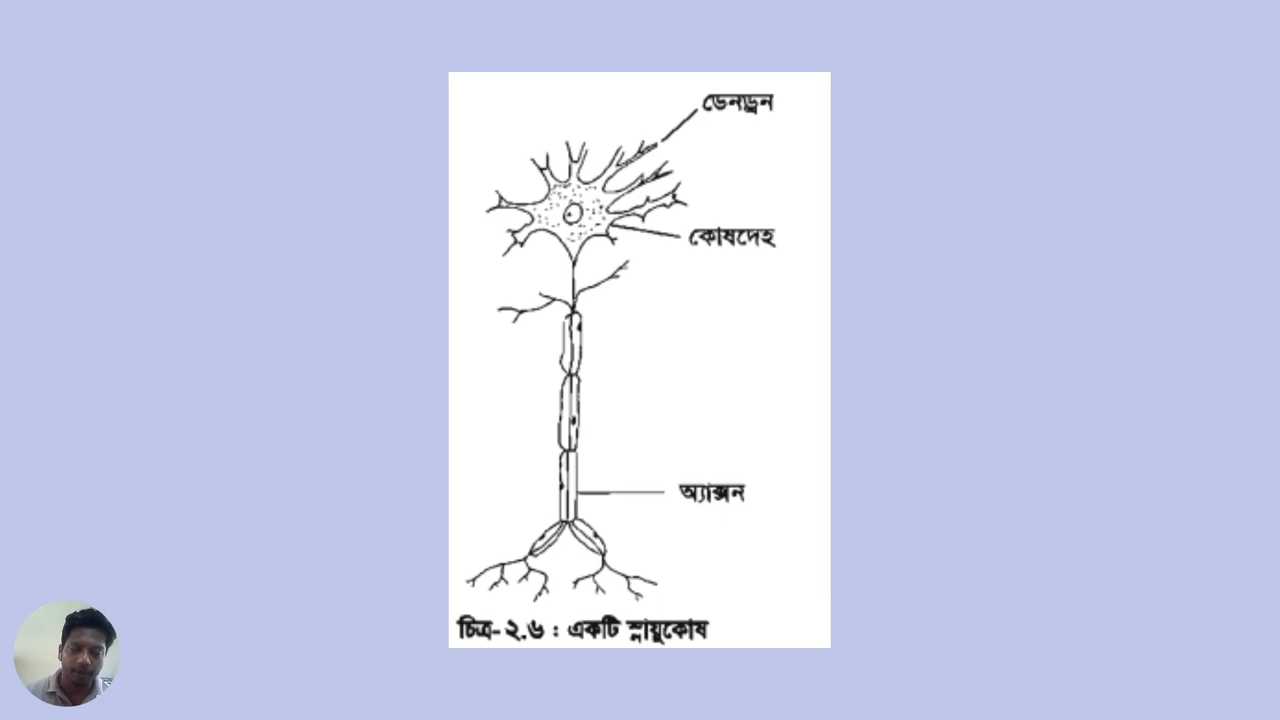 ডেনড্রন
কোষদেহ
অ্যাক্সন
চিত্র- ২.৬ : একটি স্নায়ুকোষ